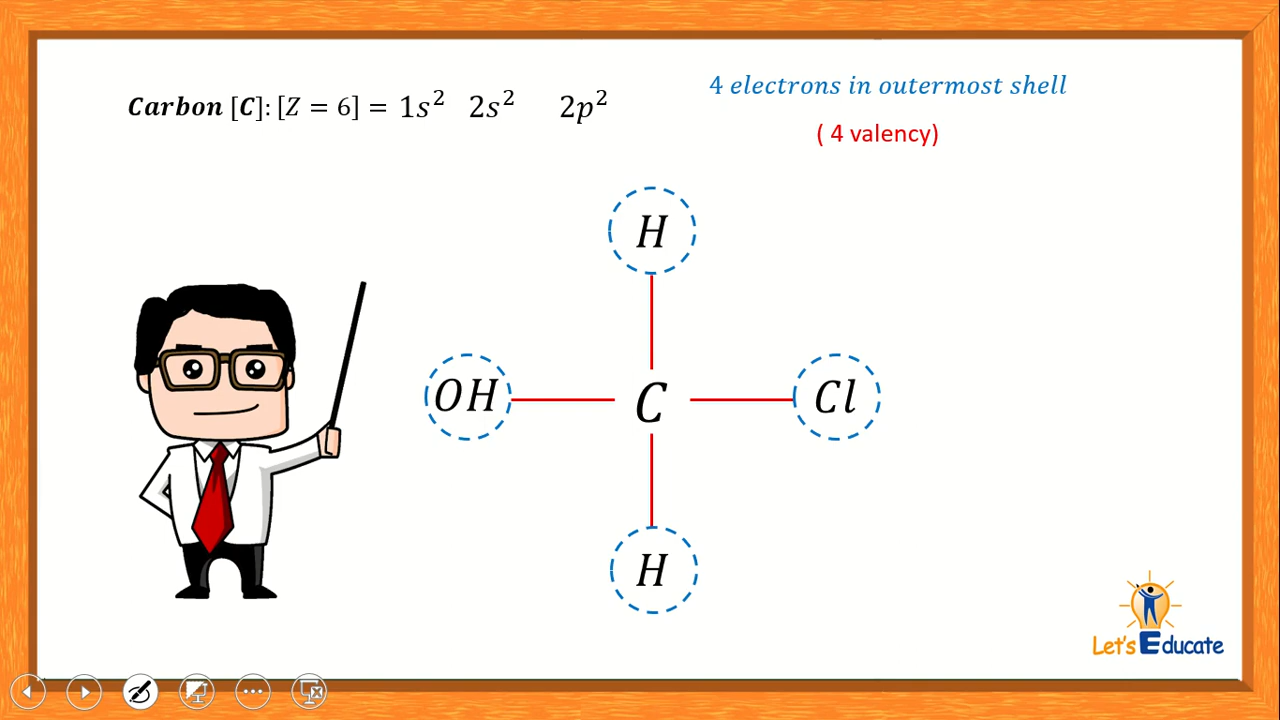 Carbon [C]: [Z = 6] = 1s² 2s² 2p²
4 electrons in outermost shell
( 4 valency)
H
OH C Cl
H
Let's Educate